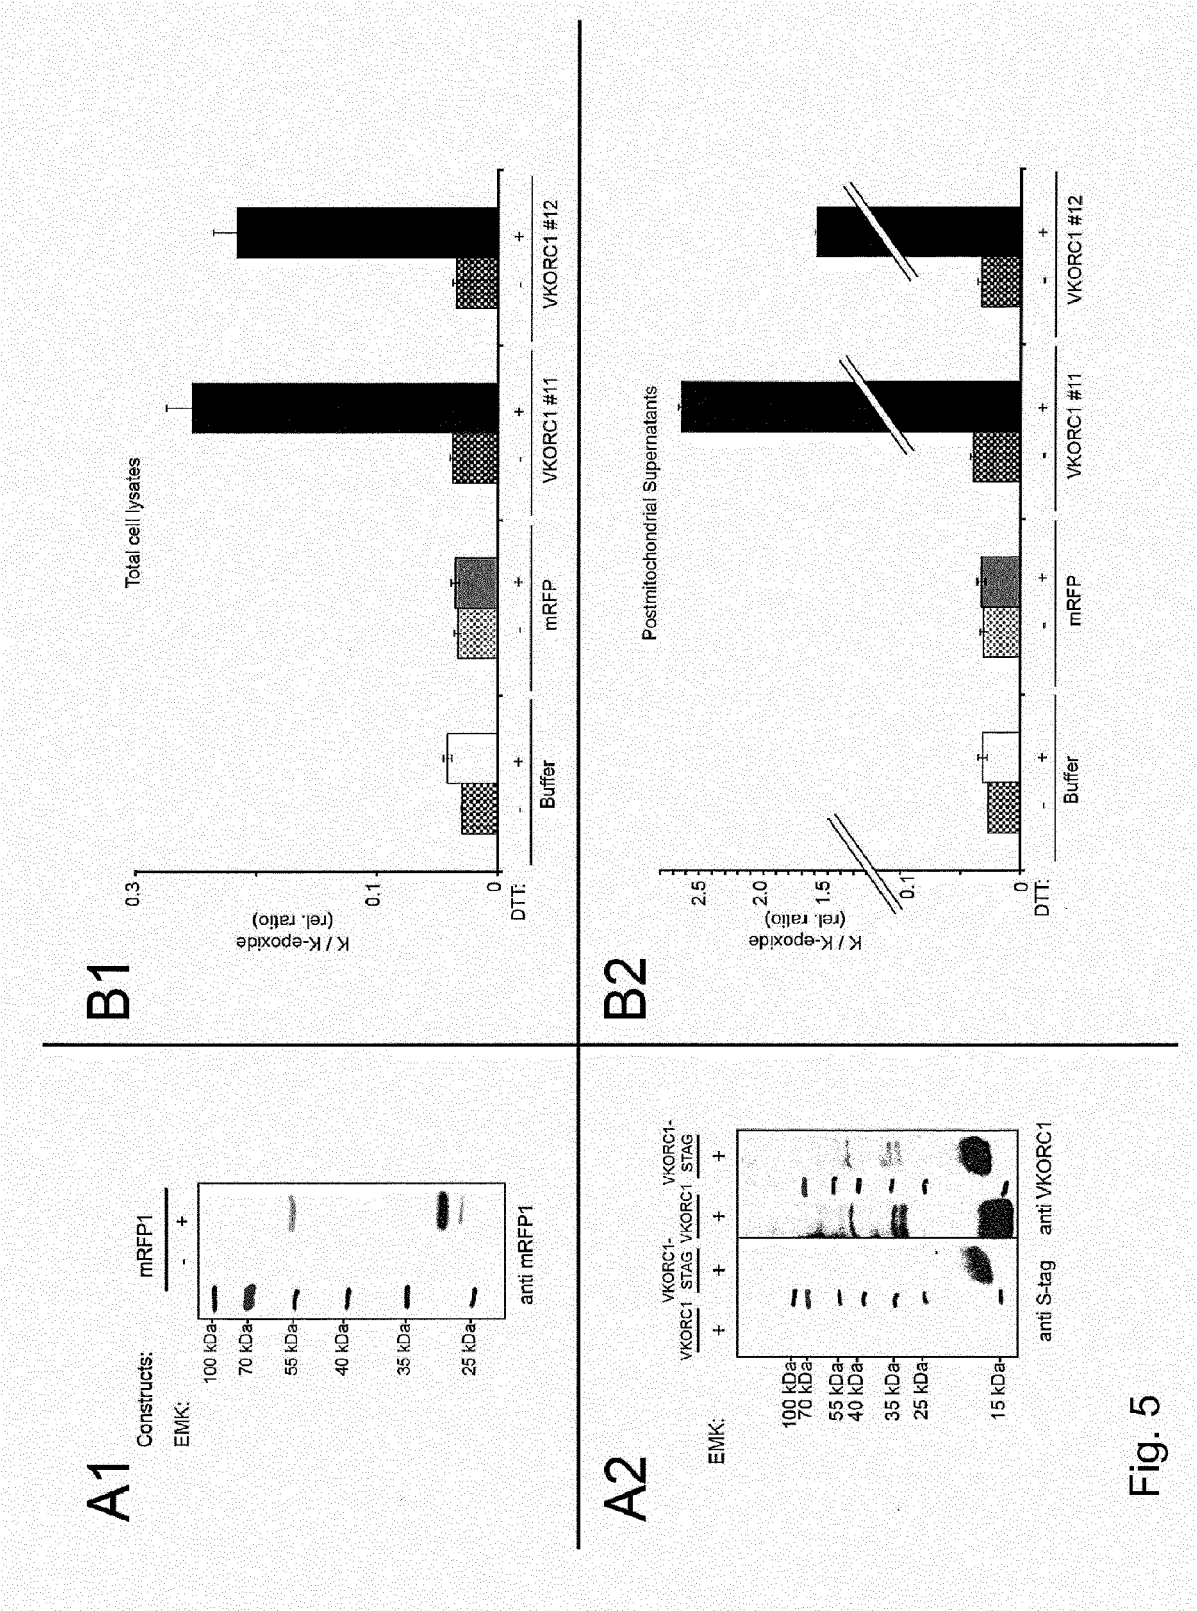 A1
Constructs:
mRFP1
EMK:
-
+
100 kDa-
70 kDa-
55 kDa-
40 kDa-
35 kDa-
25 kDa-
anti mRFP1
B1
Total cell lysates
K / K-epoxide
(rel. ratio)
0.3
0.1
0
DTT:
- + - + - + - +
Buffer mRFP VKORC1 #11 VKORC1 #12
A2
VKORC1 VKORC1-STAG VKORC1 VKORC1-STAG
EMK:
+ + + +
100 kDa-
70 kDa-
55 kDa-
40 kDa-
35 kDa-
25 kDa-
15 kDa-
anti S-tag anti VKORC1
B2
Postmitochondrial Supernatants
K / K-epoxide
(rel. ratio)
2.5
2.0
1.5
0.1
0
DTT:
- + - + - + - +
Buffer mRFP VKORC1 #11 VKORC1 #12
Fig. 5